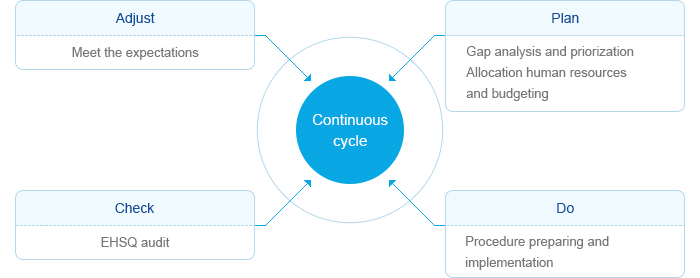 Adjust
Meet the expectations
Plan
Gap analysis and priorization
Allocation human resources
and budgeting
Continuous
cycle
Check
EHSQ audit
Do
Procedure preparing and
implementation